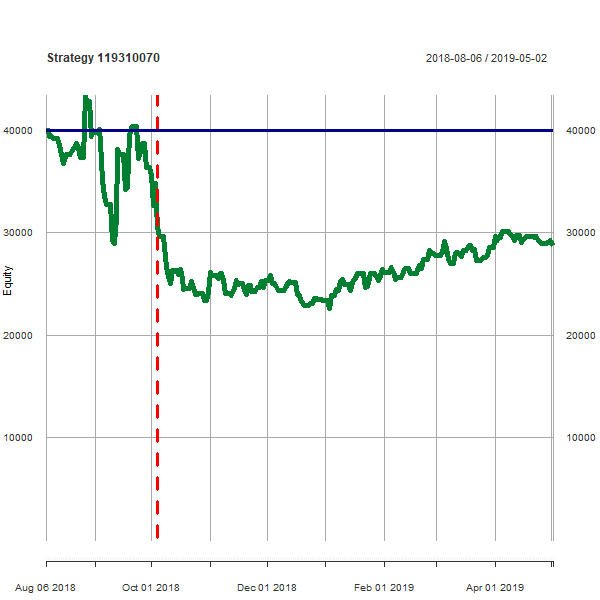 Strategy 119310070
2018-08-06 / 2019-05-02
40000
40000
30000
30000
Equity
20000
20000
10000
10000
Aug 06 2018
Oct 01 2018
Dec 01 2018
Feb 01 2019
Apr 01 2019